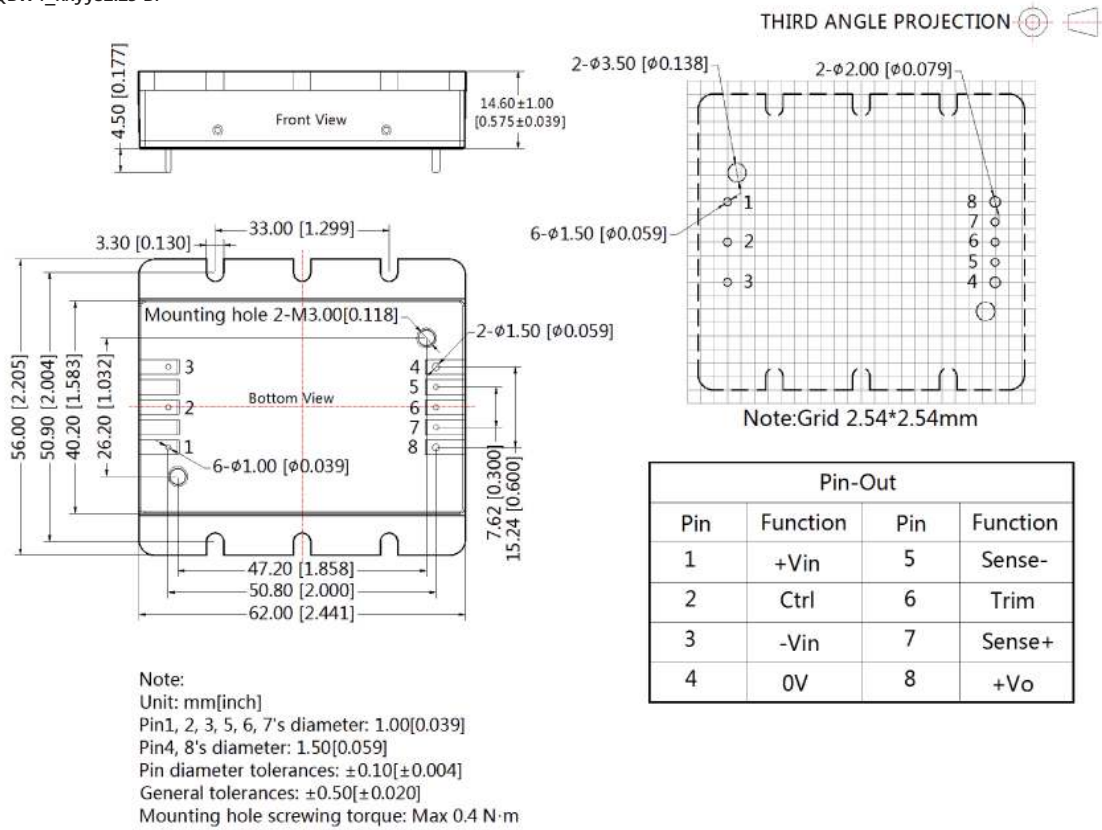 THIRD ANGLE PROJECTION
4.50 [0.177]
Front View
14.60±1.00
[0.575±0.039]
2-φ3.50 [φ0.138]
2-φ2.00 [φ0.079]
6-φ1.50 [φ0.059]
1
2
3
8
7
6
5
4
Note:Grid 2.54*2.54mm
33.00 [1.299]
3.30 [0.130]
Mounting hole 2-M3.00[0.118]
2-φ1.50 [φ0.059]
56.00 [2.205]
50.90 [2.004]
40.20 [1.583]
26.20 [1.032]
3
2
1
Bottom View
4
5
6
7
8
6-φ1.00 [φ0.039]
7.62 [0.300]
15.24 [0.600]
47.20 [1.858]
50.80 [2.000]
62.00 [2.441]
Pin-Out
Pin Function Pin Function
1 +Vin 5 Sense-
2 Ctrl 6 Trim
3 -Vin 7 Sense+
4 0V 8 +Vo
Note:
Unit: mm[inch]
Pin1, 2, 3, 5, 6, 7's diameter: 1.00[0.039]
Pin4, 8's diameter: 1.50[0.059]
Pin diameter tolerances: ±0.10[±0.004]
General tolerances: ±0.50[±0.020]
Mounting hole screwing torque: Max 0.4 N·m